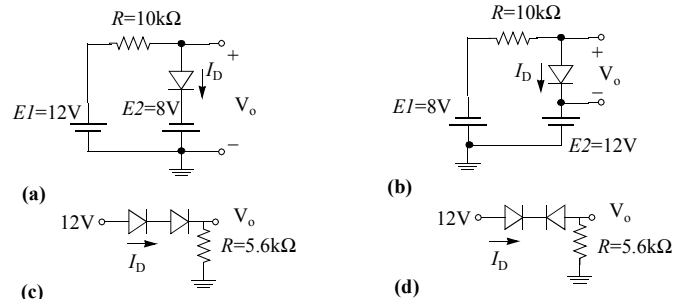 R=10kΩ
+
I_D
E1=12V
E2=8V
V_o
−
(a)
R=10kΩ
+
I_D
V_o
−
E1=8V
E2=12V
(b)
12V
V_o
R=5.6kΩ
I_D
(c)
12V
V_o
R=5.6kΩ
I_D
(d)